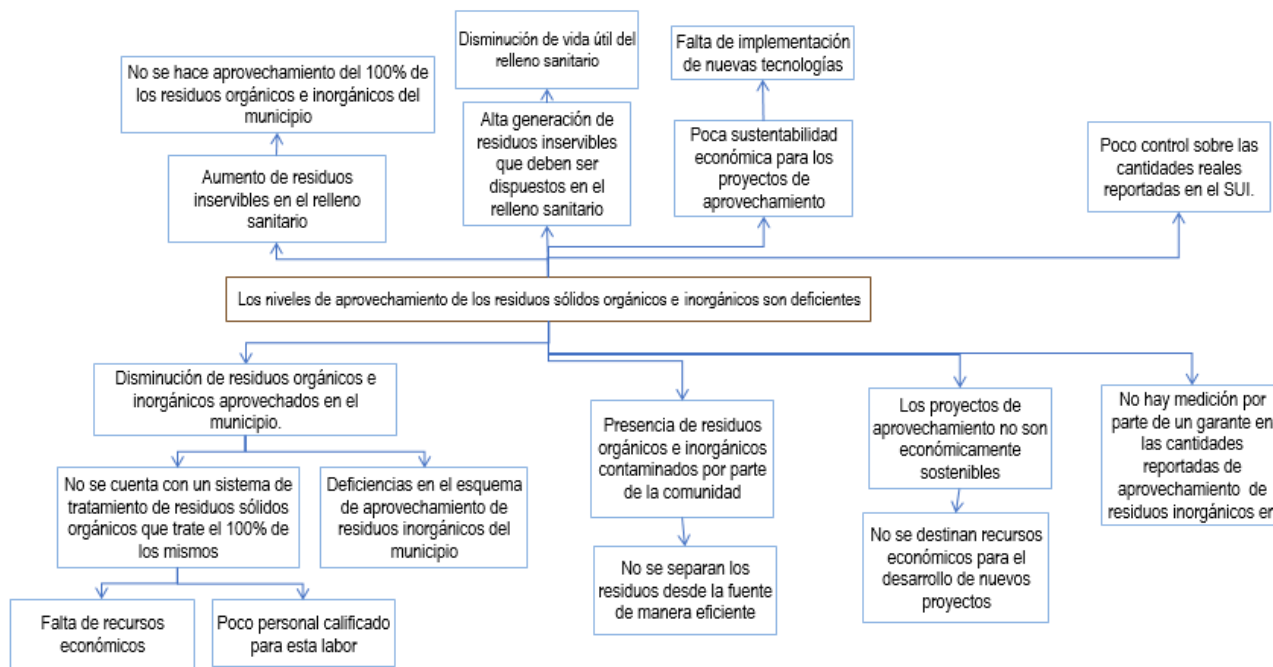 Disminución de vida útil del
relleno sanitario
Falta de implementación
de nuevas tecnologías
No se hace aprovechamiento del 100% de
los residuos orgánicos e inorgánicos del
municipio
Alta generación de
residuos inservibles
que deben ser
dispuestos en el
relleno sanitario
Poca sustentabilidad
económica para los
proyectos de
aprovechamiento
Poco control sobre las
cantidades reales
reportadas en el SUI.
Aumento de residuos
inservibles en el relleno
sanitario
Los niveles de aprovechamiento de los residuos sólidos orgánicos e inorgánicos son deficientes
Disminución de residuos orgánicos e
inorgánicos aprovechados en el
municipio.
Presencia de residuos
orgánicos e inorgánicos
contaminados por parte
de la comunidad
Los proyectos de
aprovechamiento no son
económicamente
sostenibles
No hay medición por
parte de un garante en
las cantidades
reportadas de
aprovechamiento de
residuos inorgánicos en
No se cuenta con un sistema de
tratamiento de residuos sólidos
orgánicos que trate el 100% de
los mismos
Deficiencias en el esquema de
aprovechamiento de
residuos inorgánicos del
municipio
No se separan los
residuos desde la fuente
de manera eficiente
No se destinan recursos
económicos para el
desarrollo de nuevos
proyectos
Falta de recursos
económicos
Poco personal calificado
para esta labor